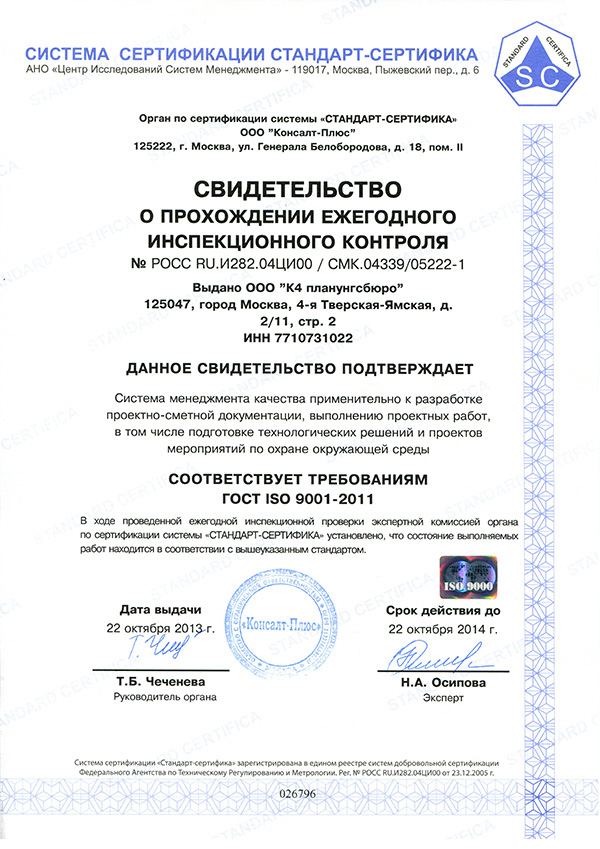 СИСТЕМА СЕРТИФИКАЦИИ СТАНДАРТ-СЕРТИФИКА
АНО «Центр Исследований Систем Менеджмента» - 119017, Москва, Пыжевский пер., д. 6
STANDARD CERTIFICA
SC
Орган по сертификации системы «СТАНДАРТ-СЕРТИФИКА»
ООО "Консалт-Плюс"
125222, г. Москва, ул. Генерала Белобородова, д. 18, пом. II
СВИДЕТЕЛЬСТВО
О ПРОХОЖДЕНИИ ЕЖЕГОДНОГО
ИНСПЕКЦИОННОГО КОНТРОЛЯ
№ РОСС RU.И282.04ЦИ00 / СМК.04339/05222-1
Выдано ООО "К4 планунгсбюро"
125047, город Москва, 4-я Тверская-Ямская, д.
2/11, стр. 2
ИНН 7710731022
ДАННОЕ СВИДЕТЕЛЬСТВО ПОДТВЕРЖДАЕТ
Система менеджмента качества применительно к разработке
проектно-сметной документации, выполнению проектных работ,
в том числе подготовке технологических решений и проектов
мероприятий по охране окружающей среды
СООТВЕТСТВУЕТ ТРЕБОВАНИЯМ
ГОСТ ISO 9001-2011
В ходе проведенной ежегодной инспекционной проверки экспертной комиссией органа
по сертификации системы «СТАНДАРТ-СЕРТИФИКА» установлено, что состояние выполняемых
работ находится в соответствии с вышеуказанным стандартом.
ISO 9000
Дата выдачи
22 октября 2013 г.
«Консалт-Плюс»
Срок действия до
22 октября 2014 г.
Т.Б. Чеченева
Руководитель органа
Н.А. Осипова
Эксперт
Система сертификации «Стандарт-сертифика» зарегистрирована в едином реестре систем добровольной сертификации
Федерального Агентства по Техническому Регулированию и Метрологии. Рег. № РОСС RU.И282.04ЦИ00 от 23.12.2005 г.
026796